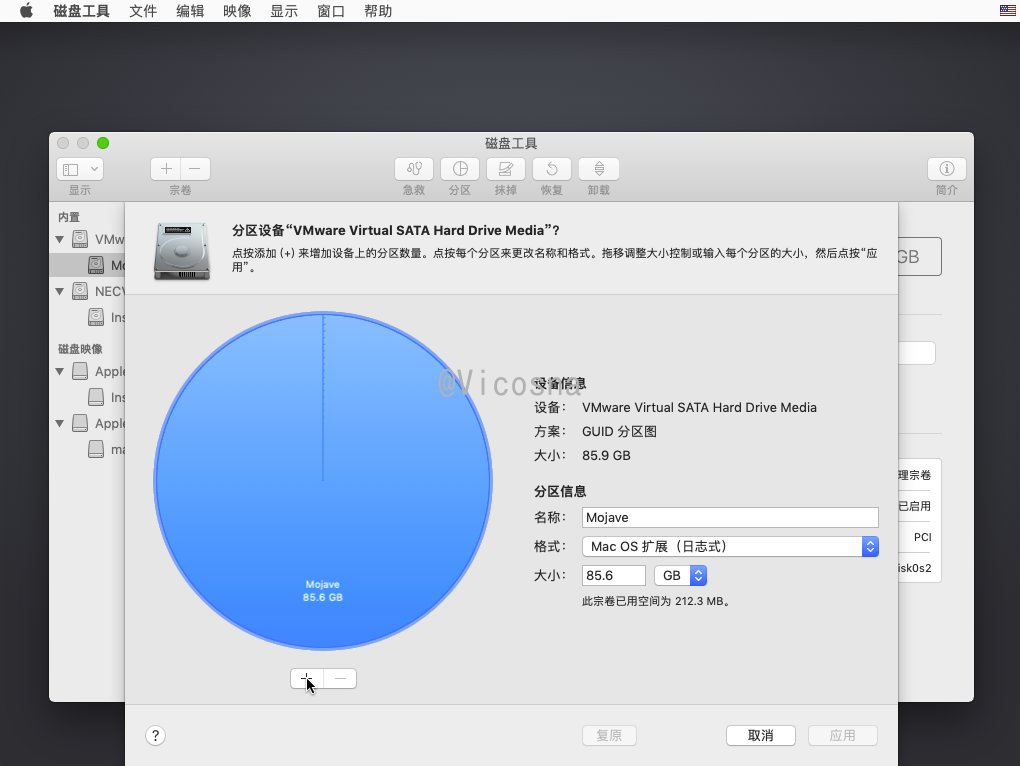 磁盘工具 文件 编辑 映像 显示 窗口 帮助
磁盘工具
显示 宗卷 急救 分区 抹掉 恢复 卸载 简介
内置
VMw
Mo
NECV
Ins
磁盘映像
Apple
Ins
Apple
ma
GB
理宗卷
已启用
PCI
isk0s2
分区设备“VMware Virtual SATA Hard Drive Media”?
点按添加 (+) 来增加设备上的分区数量。点按每个分区来更改名称和格式。拖移调整大小控制或输入每个分区的大小，然后点按“应
用”。
Mojave
85.6 GB
@Vicosna
设备信息
设备： VMware Virtual SATA Hard Drive Media
方案： GUID 分区图
大小： 85.9 GB
分区信息
名称： Mojave
格式： Mac OS 扩展（日志式）
大小： 85.6 GB
此宗卷已用空间为 212.3 MB。
+ −
? 复原 取消 应用